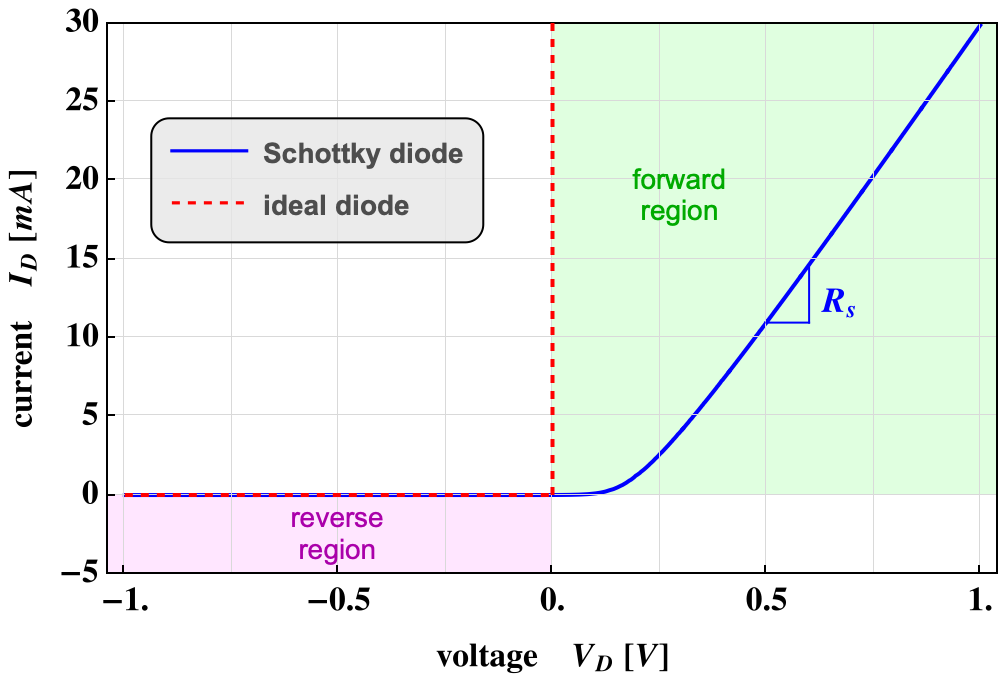 30
25
20
15
10
5
0
−5
current I_D [mA]
Schottky diode
ideal diode
forward
region
R_s
reverse
region
−1.
−0.5
0.
0.5
1.
voltage V_D [V]